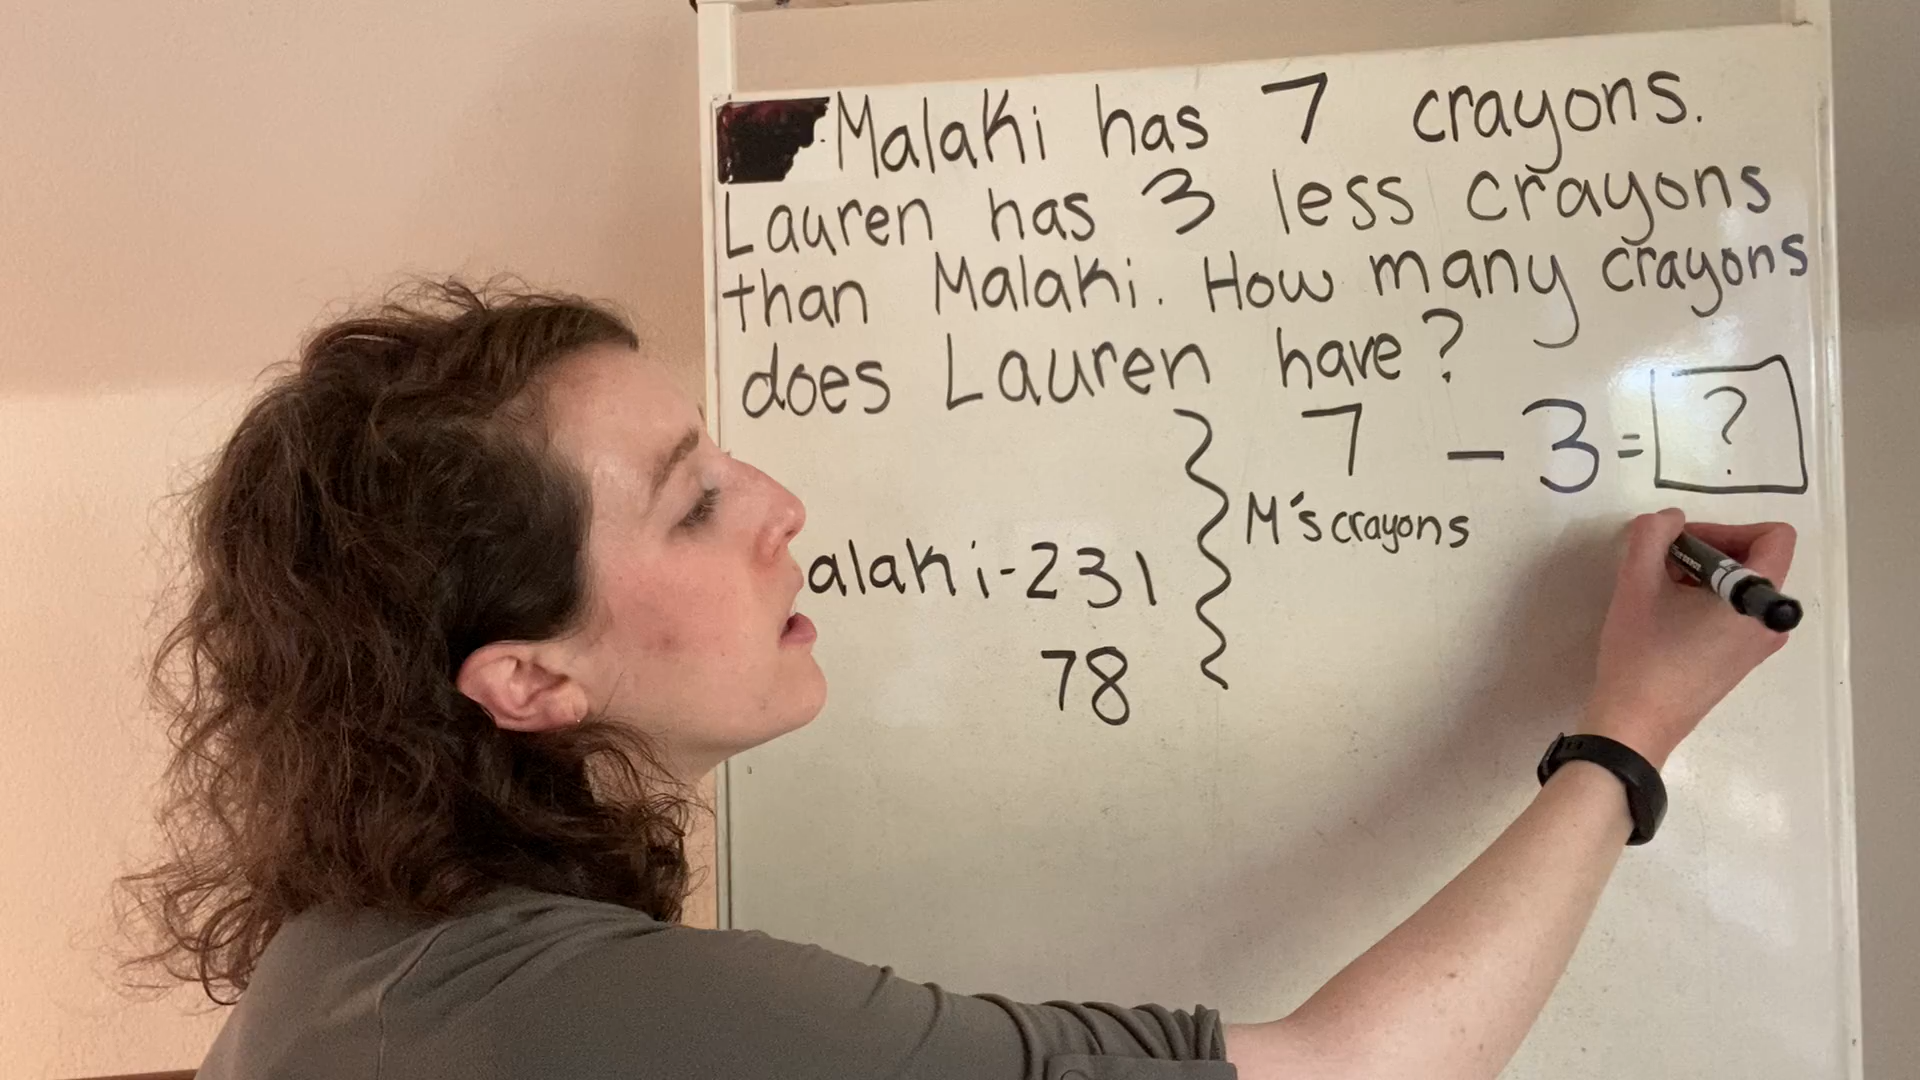 Malaki has 7 crayons.
Lauren has 3 less crayons
than Malaki. How many crayons
does Lauren have?
7 - 3 = ?
M's crayons
alaki-231
78